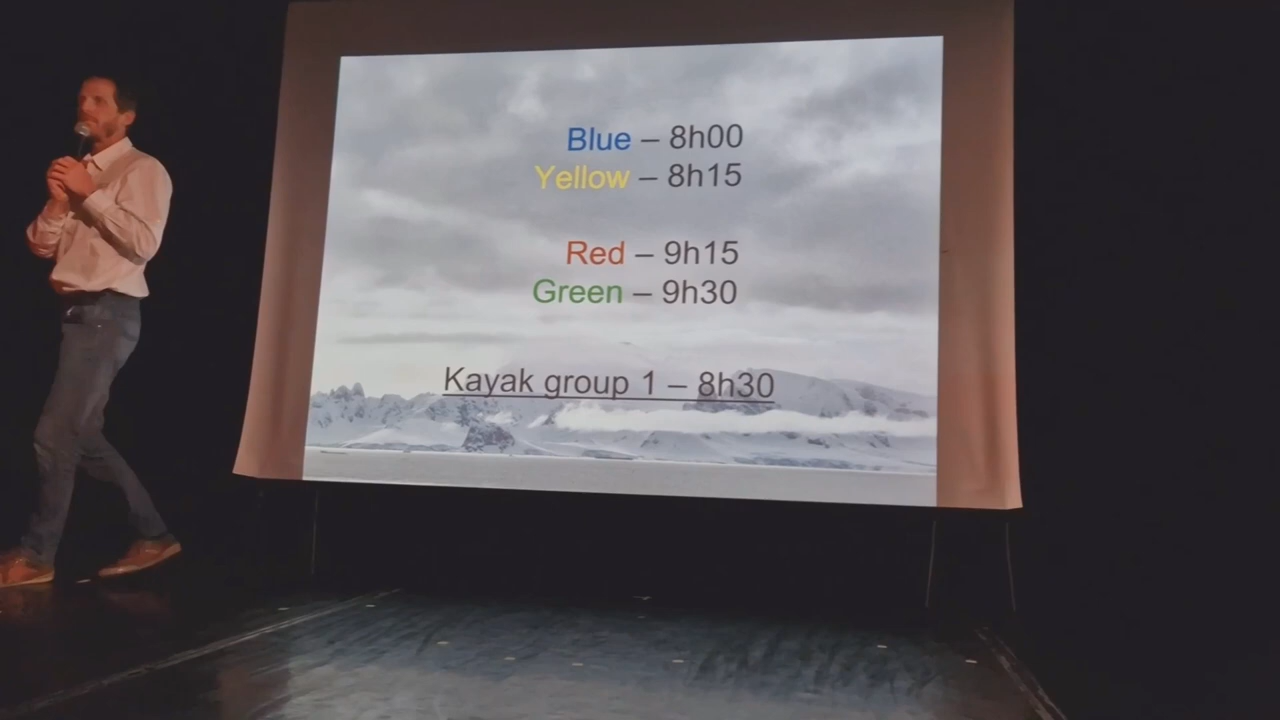 Blue – 8h00
Yellow – 8h15
Red – 9h15
Green – 9h30
Kayak group 1 – 8h30